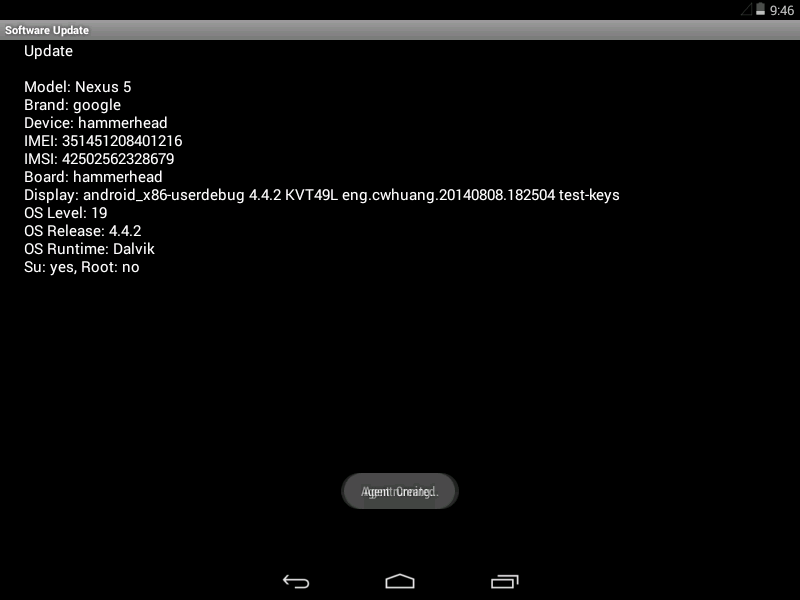 9:46
Software Update
Update
Model: Nexus 5
Brand: google
Device: hammerhead
IMEI: 351451208401216
IMSI: 42502562328679
Board: hammerhead
Display: android_x86-userdebug 4.4.2 KVT49L eng.cwhuang.20140808.182504 test-keys
OS Level: 19
OS Release: 4.4.2
OS Runtime: Dalvik
Su: yes, Root: no